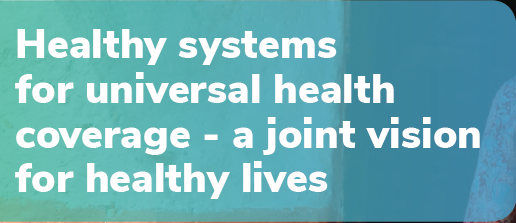 Healthy systems
for universal health
coverage - a joint vision
for healthy lives